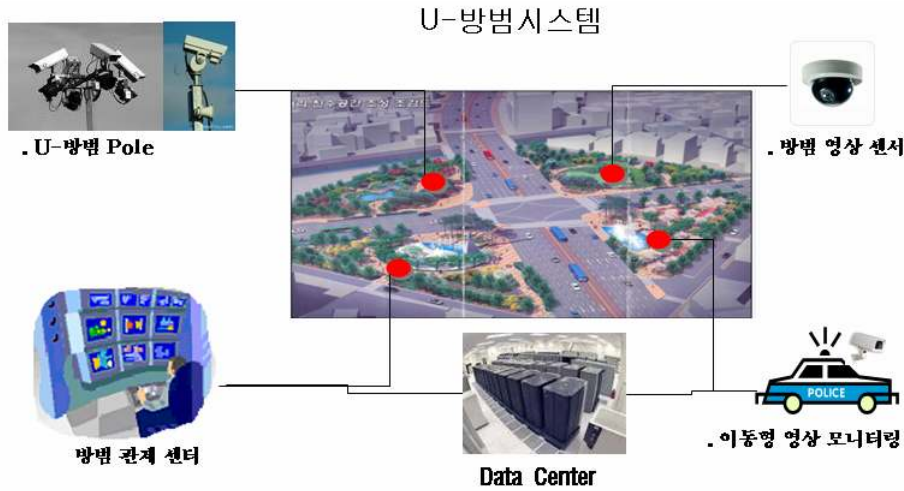 U-방범시스템
. U-방범 Pole
. 방범 영상 센서
방범 관제 센터
Data Center
POLICE
. 이동형 영상 모니터링